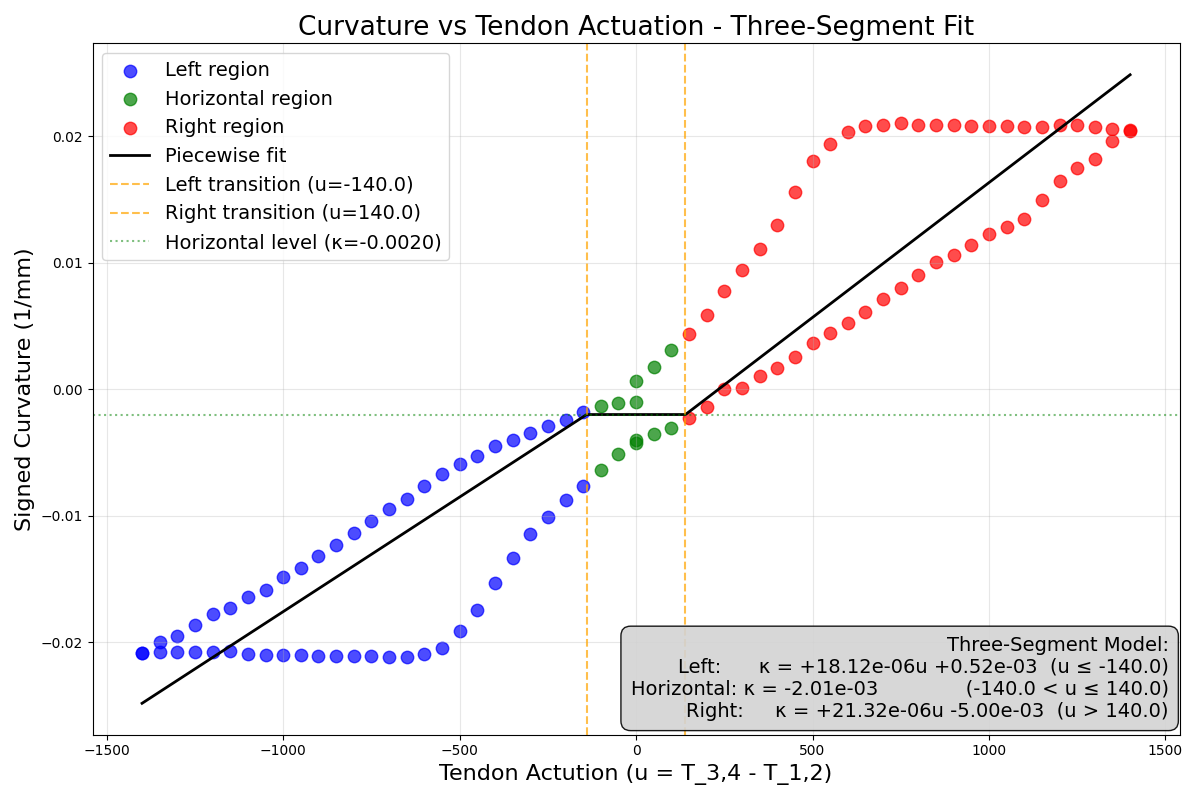 Curvature vs Tendon Actuation - Three-Segment Fit
Left region
Horizontal region
Right region
Piecewise fit
Left transition (u=-140.0)
Right transition (u=140.0)
Horizontal level (κ=-0.0020)
Signed Curvature (1/mm)
0.02
0.01
0.00
−0.01
−0.02
Three-Segment Model:
Left: κ = +18.12e-06u +0.52e-03 (u ≤ -140.0)
Horizontal: κ = -2.01e-03 (-140.0 < u ≤ 140.0)
Right: κ = +21.32e-06u -5.00e-03 (u > 140.0)
−1500 −1000 −500 0 500 1000 1500
Tendon Actution (u = T_3,4 - T_1,2)